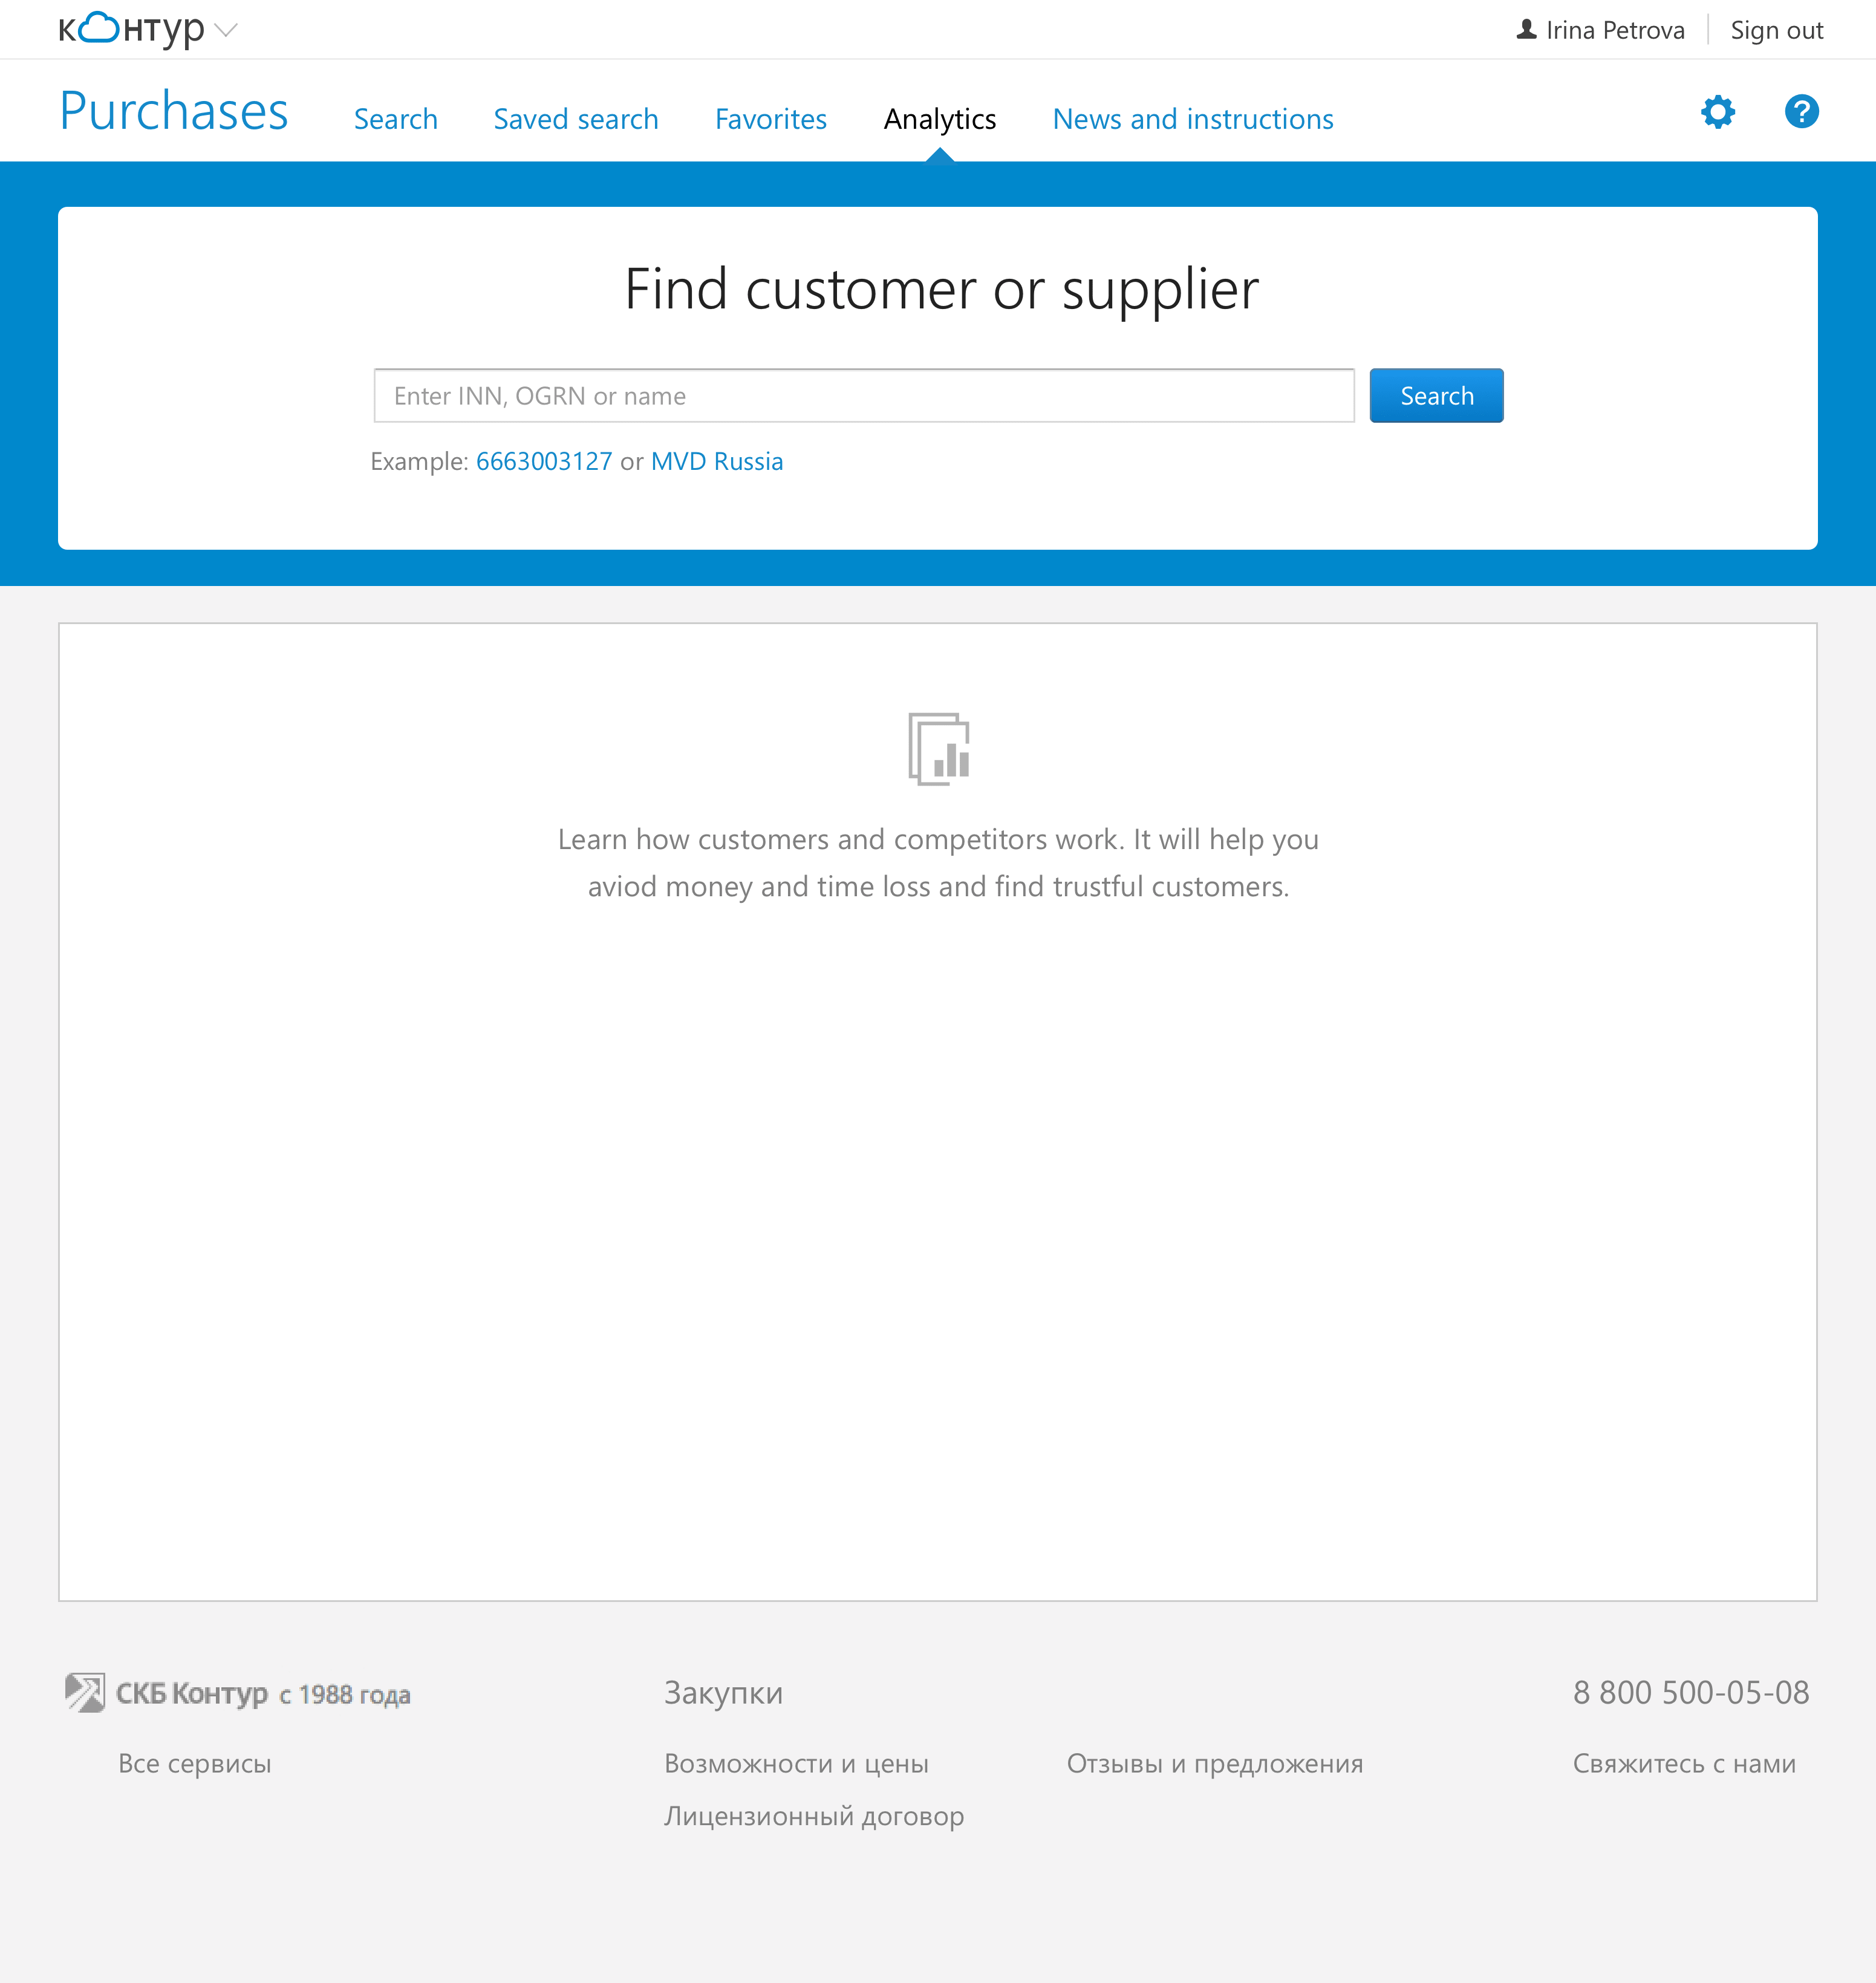 контур
Irina Petrova
Sign out
Purchases
Search
Saved search
Favorites
Analytics
News and instructions
?
Find customer or supplier
Enter INN, OGRN or name
Search
Example: 6663003127 or MVD Russia
Learn how customers and competitors work. It will help you
aviod money and time loss and find trustful customers.
СКБ Контур с 1988 года
Закупки
8 800 500-05-08
Все сервисы
Возможности и цены
Отзывы и предложения
Свяжитесь с нами
Лицензионный договор